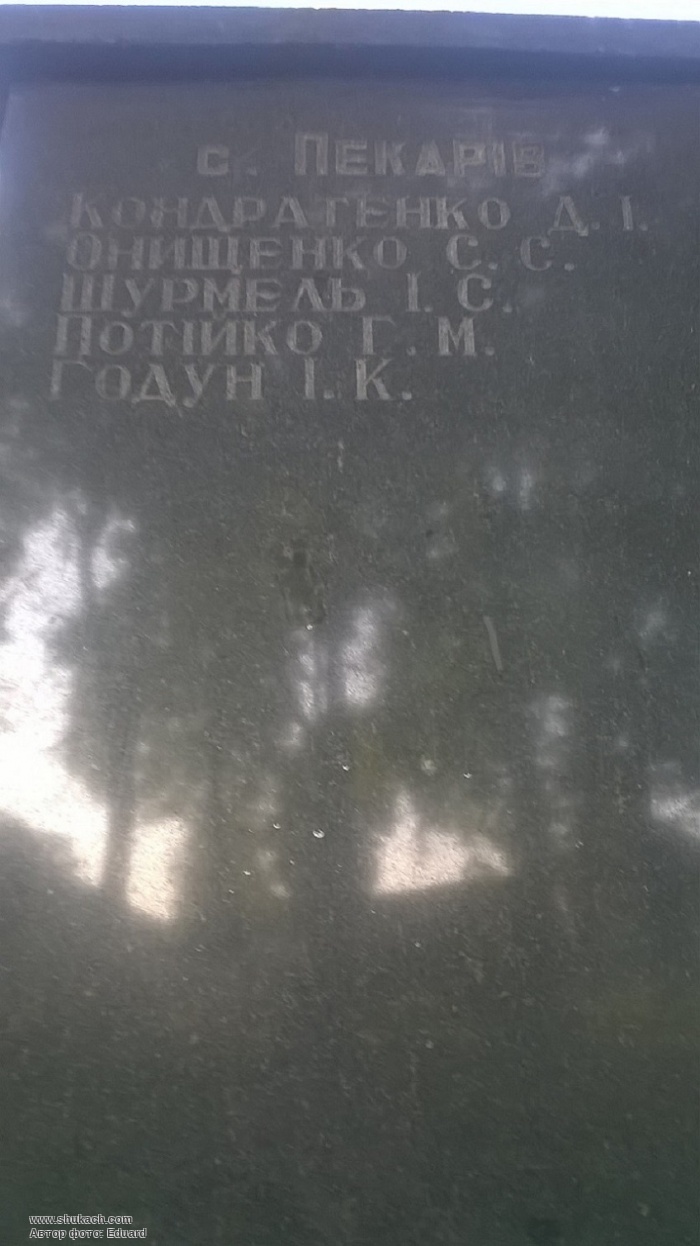 с. ПЕКАРІВ
КОНДРАТЕНКО Д. І.
ОНИЩЕНКО С. С.
ШУРМЕЛЬ І. С.
ПОТІЙКО Г. М.
ГОДУН І. К.
www.shukach.com
Автор фото: Eduard